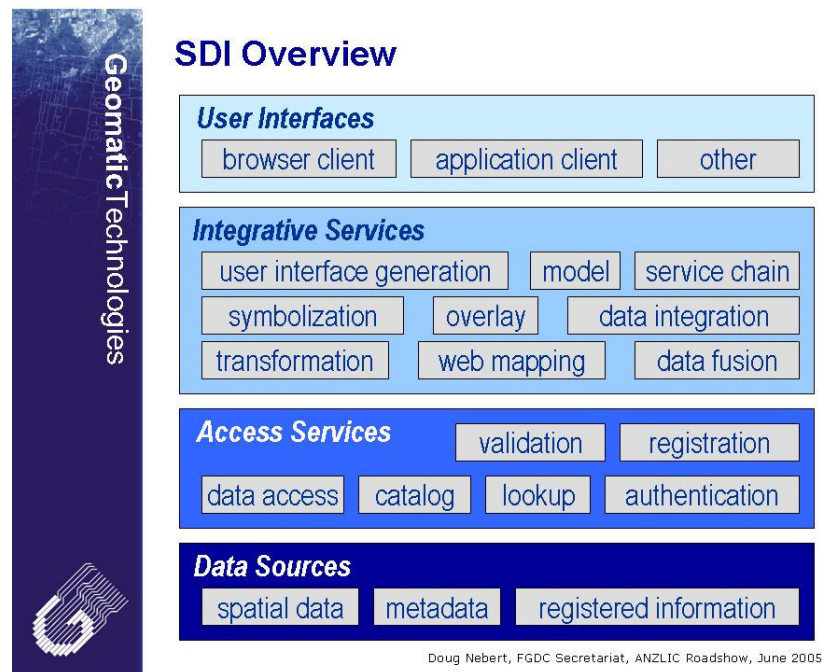 GeomaticTechnologies
SDI Overview
User Interfaces
browser client application client other
Integrative Services
user interface generation model service chain
symbolization overlay data integration
transformation web mapping data fusion
Access Services
validation registration
data access catalog lookup authentication
Data Sources
spatial data metadata registered information
Doug Nebert, FGDC Secretariat, ANZLIC Roadshow, June 2005